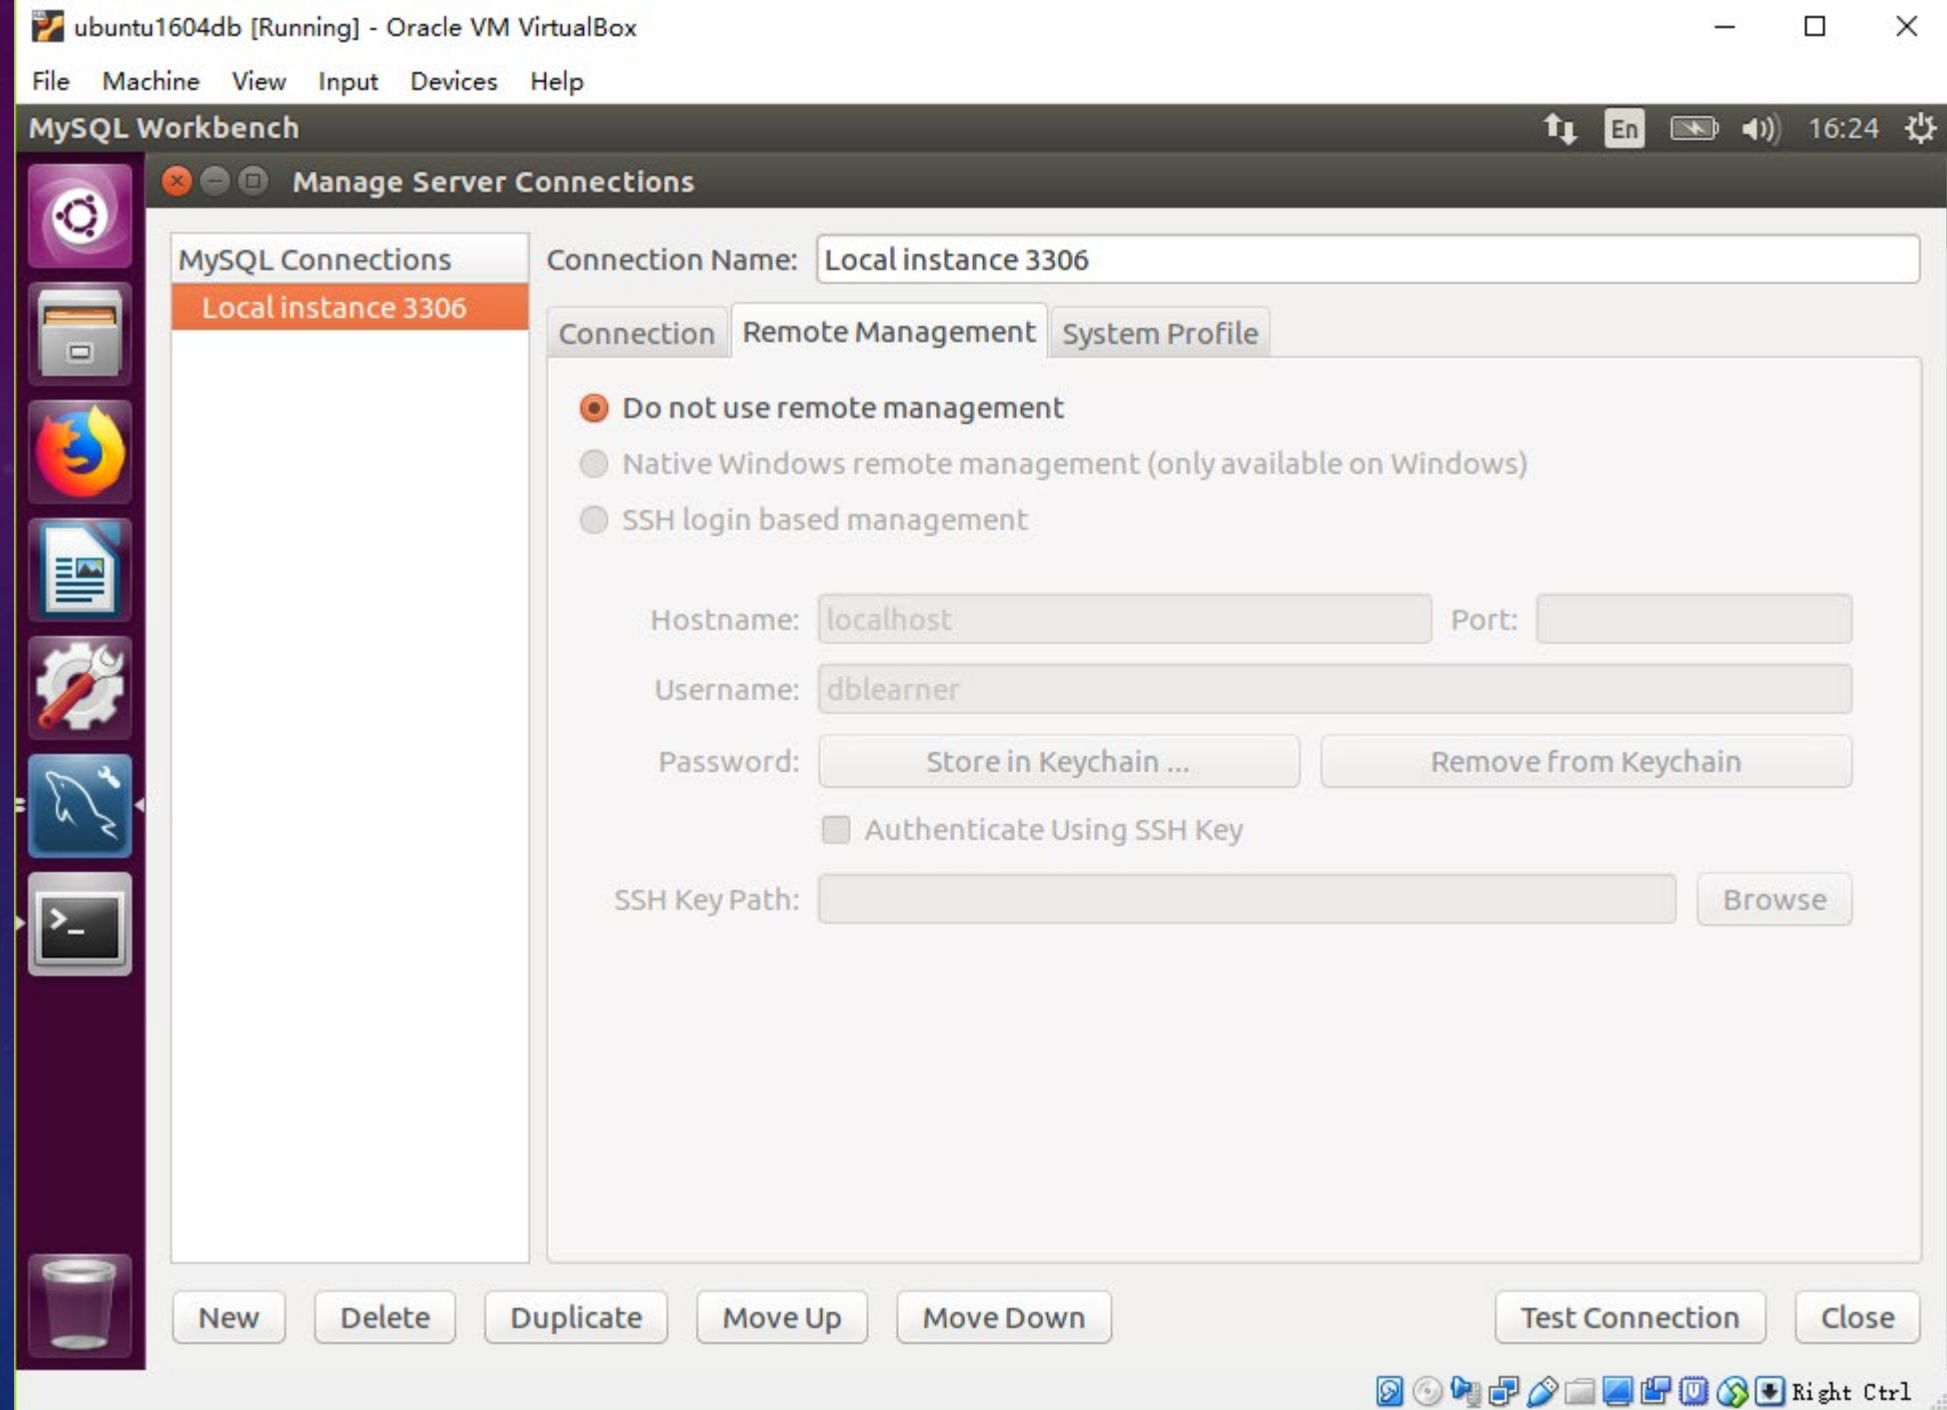 ubuntu1604db [Running] - Oracle VM VirtualBox
File Machine View Input Devices Help
MySQL Workbench En 16:24
Manage Server Connections
MySQL Connections
Local instance 3306
Connection Name: Local instance 3306
Connection Remote Management System Profile
Do not use remote management
Native Windows remote management (only available on Windows)
SSH login based management
Hostname: localhost Port:
Username: dblearner
Password: Store in Keychain ... Remove from Keychain
Authenticate Using SSH Key
SSH Key Path: Browse
New Delete Duplicate Move Up Move Down Test Connection Close
Right Ctrl